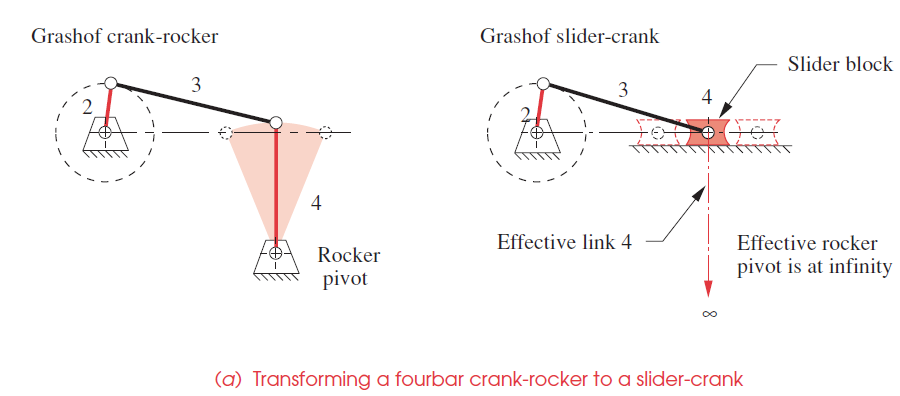 Grashof crank-rocker
2
3
4
Rocker
pivot
Grashof slider-crank
Slider block
2
3
4
Effective link 4
Effective rocker
pivot is at infinity
∞
(a) Transforming a fourbar crank-rocker to a slider-crank